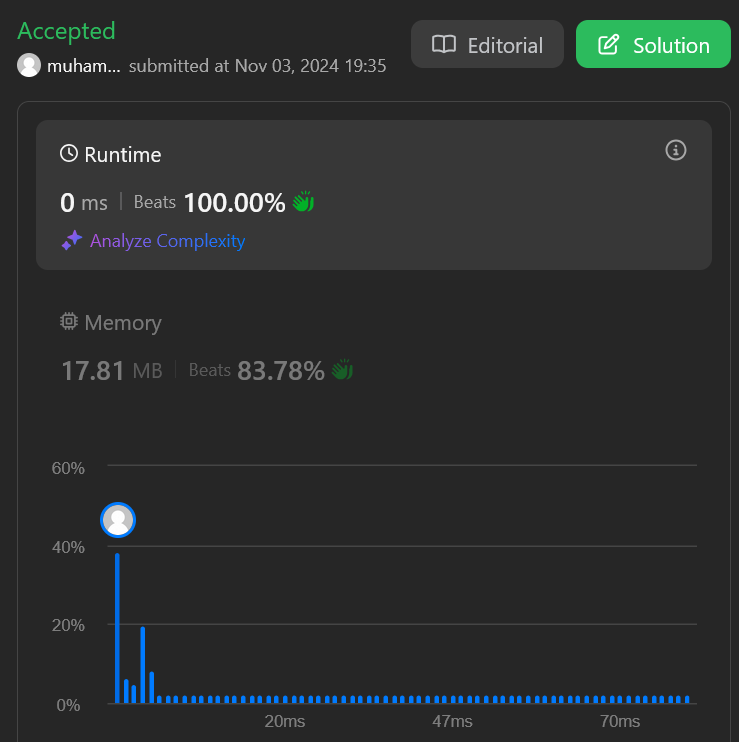 Accepted
Editorial
Solution
muham... submitted at Nov 03, 2024 19:35
Runtime
0 ms | Beats 100.00%
Analyze Complexity
Memory
17.81 MB | Beats 83.78%
60%
40%
20%
0%
20ms 47ms 70ms